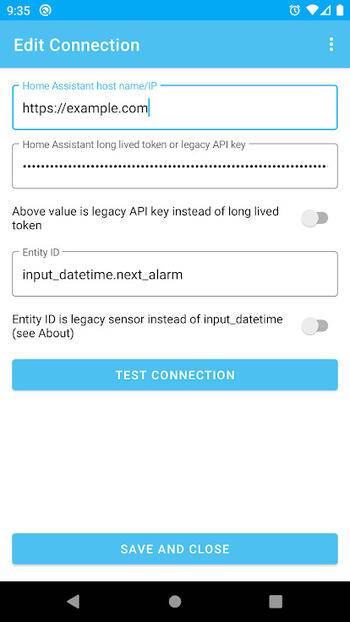 9:35
Edit Connection
Home Assistant host name/IP
https://example.com
Home Assistant long lived token or legacy API key
Above value is legacy API key instead of long lived
token
Entity ID
input_datetime.next_alarm
Entity ID is legacy sensor instead of input_datetime
(see About)
TEST CONNECTION
SAVE AND CLOSE